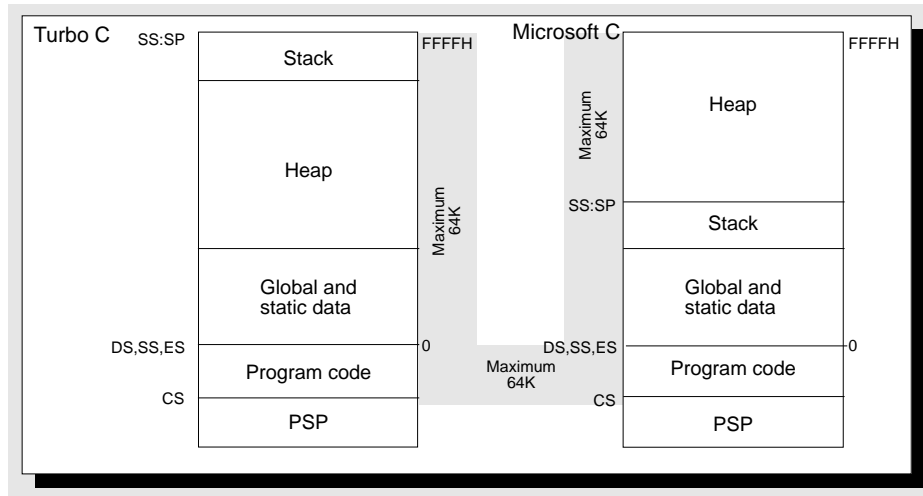 Turbo C
SS:SP
FFFFH
Stack
Heap
Maximum
64K
Global and
static data
DS,SS,ES
0
Program code
CS
PSP
Maximum
64K
Microsoft C
FFFFH
Heap
Maximum
64K
SS:SP
Stack
Global and
static data
DS,SS,ES
0
Program code
CS
PSP